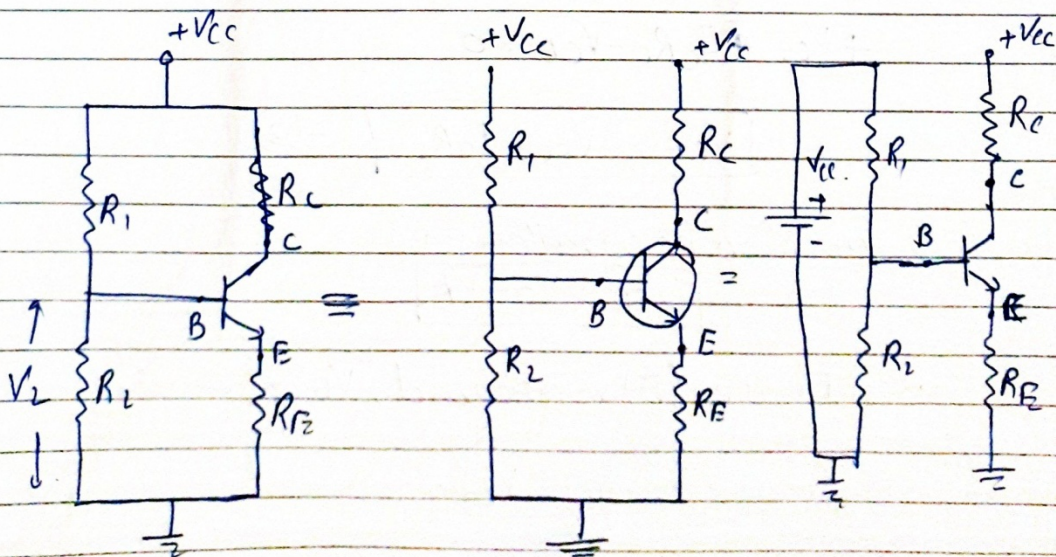 +VCC
R1
RC
C
B
E
V2
R2
RE
≡
+VCC
+VCC
R1
RC
C
B
E
R2
RE
=
+VCC
RC
VCC.
+
-
R1
C
B
E
R2
RE